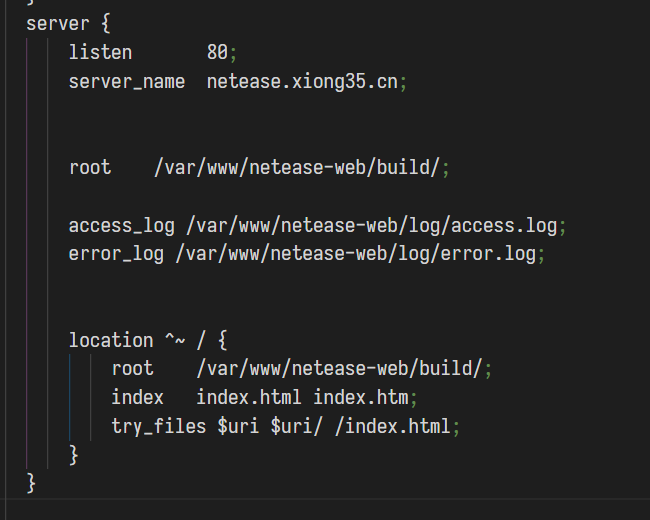 }
server {
listen 80;
server_name netease.xiong35.cn;
root /var/www/netease-web/build/;
access_log /var/www/netease-web/log/access.log;
error_log /var/www/netease-web/log/error.log;
location ^~ / {
root /var/www/netease-web/build/;
index index.html index.htm;
try_files $uri $uri/ /index.html;
}
}